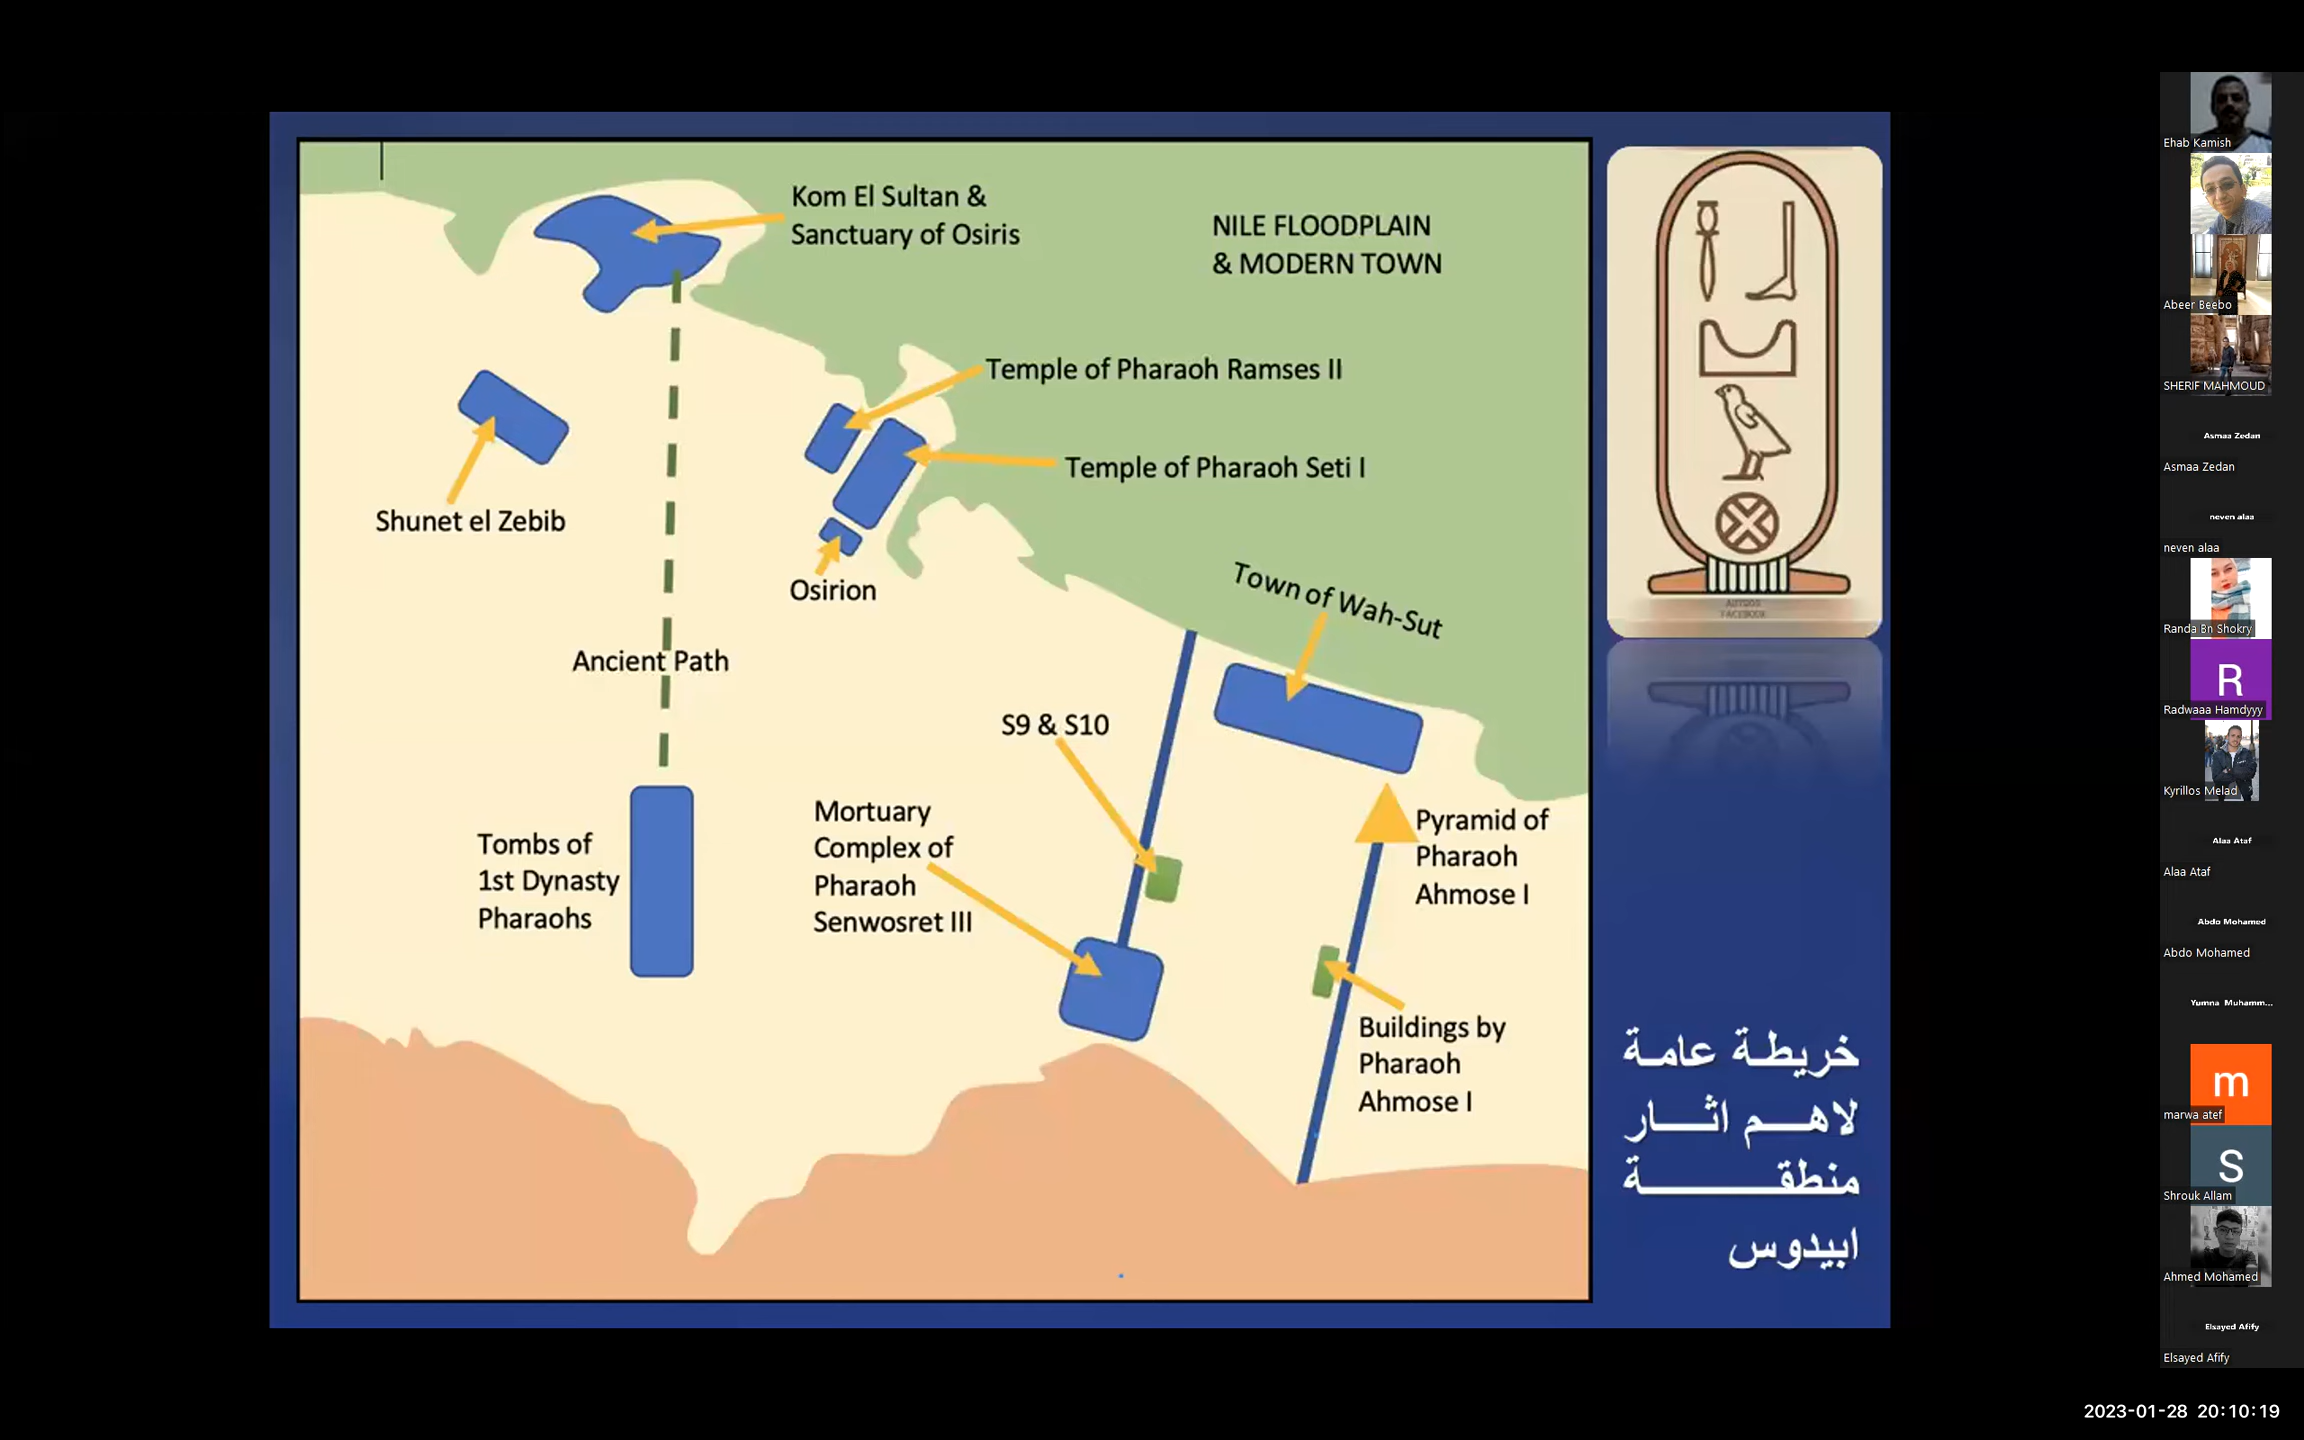 Kom El Sultan &
Sanctuary of Osiris
NILE FLOODPLAIN
& MODERN TOWN
Temple of Pharaoh Ramses II
Temple of Pharaoh Seti I
Shunet el Zebib
Osirion
Town of Wah-Sut
Ancient Path
S9 & S10
Mortuary
Complex of
Pharaoh
Senwosret III
Pyramid of
Pharaoh
Ahmose I
Tombs of
1st Dynasty
Pharaohs
Buildings by
Pharaoh
Ahmose I
ABYDOS
FACEBOOK
خريطة عامة
لاهم اثار
منطقة
ابيدوس
Ehab Kamish
Abeer Beebo
SHERIF MAHMOUD
Asmaa Zedan
Asmaa Zedan
neven alaa
neven alaa
Randa Bn Shokry
R
Radwaaa Hamdyyy
Kyrillos Melad
Alaa Ataf
Alaa Ataf
Abdo Mohamed
Abdo Mohamed
Yumna Muhamm...
m
marwa atef
S
Shrouk Allam
Ahmed Mohamed
Elsayed Afify
Elsayed Afify
2023-01-28 20:10:19